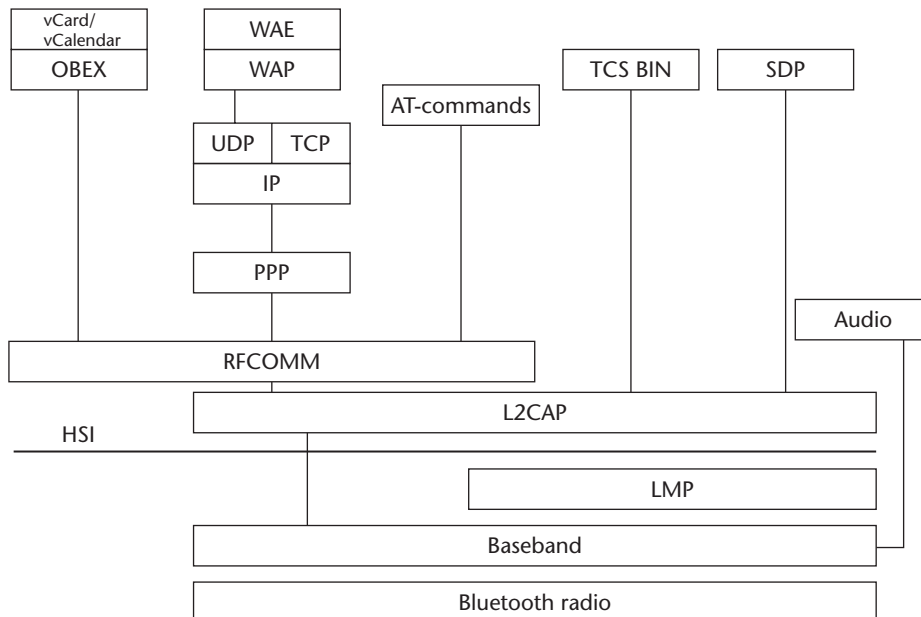 vCard/
vCalendar
OBEX
WAE
WAP
TCS BIN
SDP
AT-commands
UDP
TCP
IP
PPP
Audio
RFCOMM
L2CAP
HSI
LMP
Baseband
Bluetooth radio